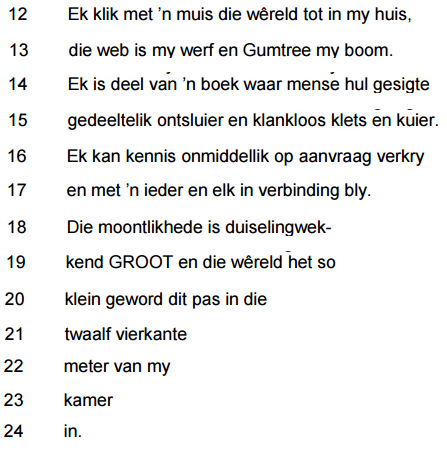 12 Ek klik met 'n muis die wêreld tot in my huis,
13 die web is my werf en Gumtree my boom.
14 Ek is deel van 'n boek waar mense hul gesigte
15 gedeeltelik ontsluier en klankloos klets en kuier.
16 Ek kan kennis onmiddellik op aanvraag verkry
17 en met 'n ieder en elk in verbinding bly.
18 Die moontlikhede is duiselingwek-
19 kend GROOT en die wêreld het so
20 klein geword dit pas in die
21 twaalf vierkante
22 meter van my
23 kamer
24 in.